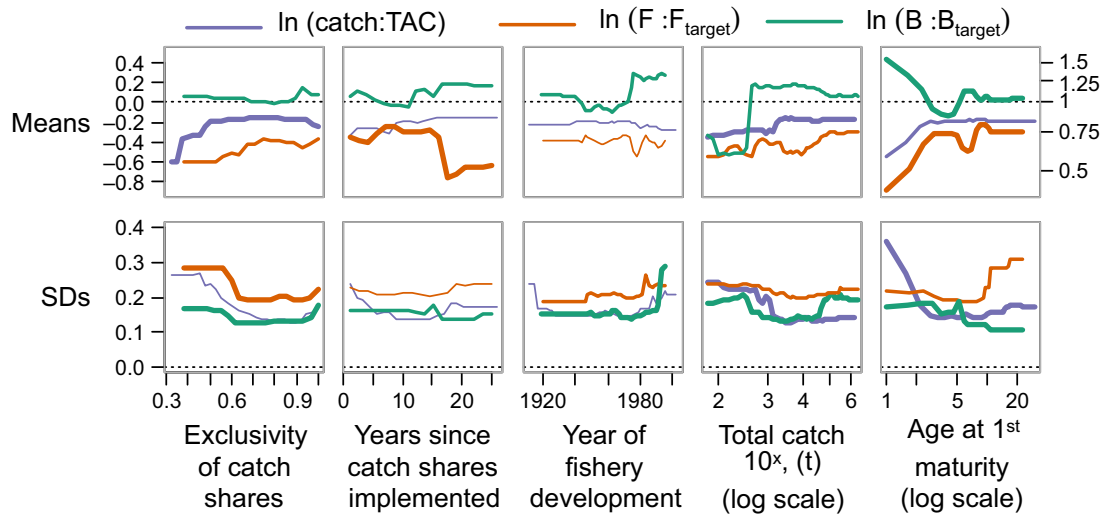 ln (catch:TAC) ln (F :Ftarget) ln (B :Btarget)
Means
0.4
0.2
0.0
–0.2
–0.4
–0.6
–0.8
1.5
1.25
1
0.75
0.5
SDs
0.4
0.3
0.2
0.1
0.0
0.3 0.6 0.9
0 20
1920 1980
2 3 4 5 6
1 5 20
Exclusivity
of catch
shares
Years since
catch shares
implemented
Year of
fishery
development
Total catch
10ˣ, (t)
(log scale)
Age at 1ˢᵗ
maturity
(log scale)